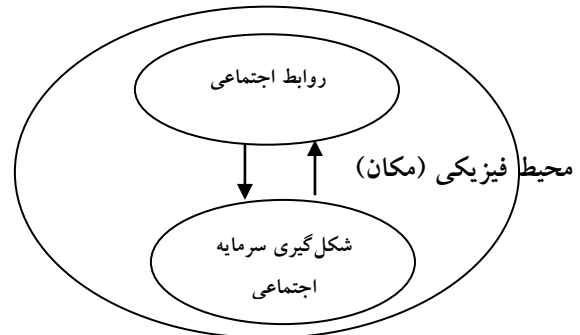 روابط اجتماعی
محیط فیزیکی (مکان)
شکل‌گیری سرمایه
اجتماعی